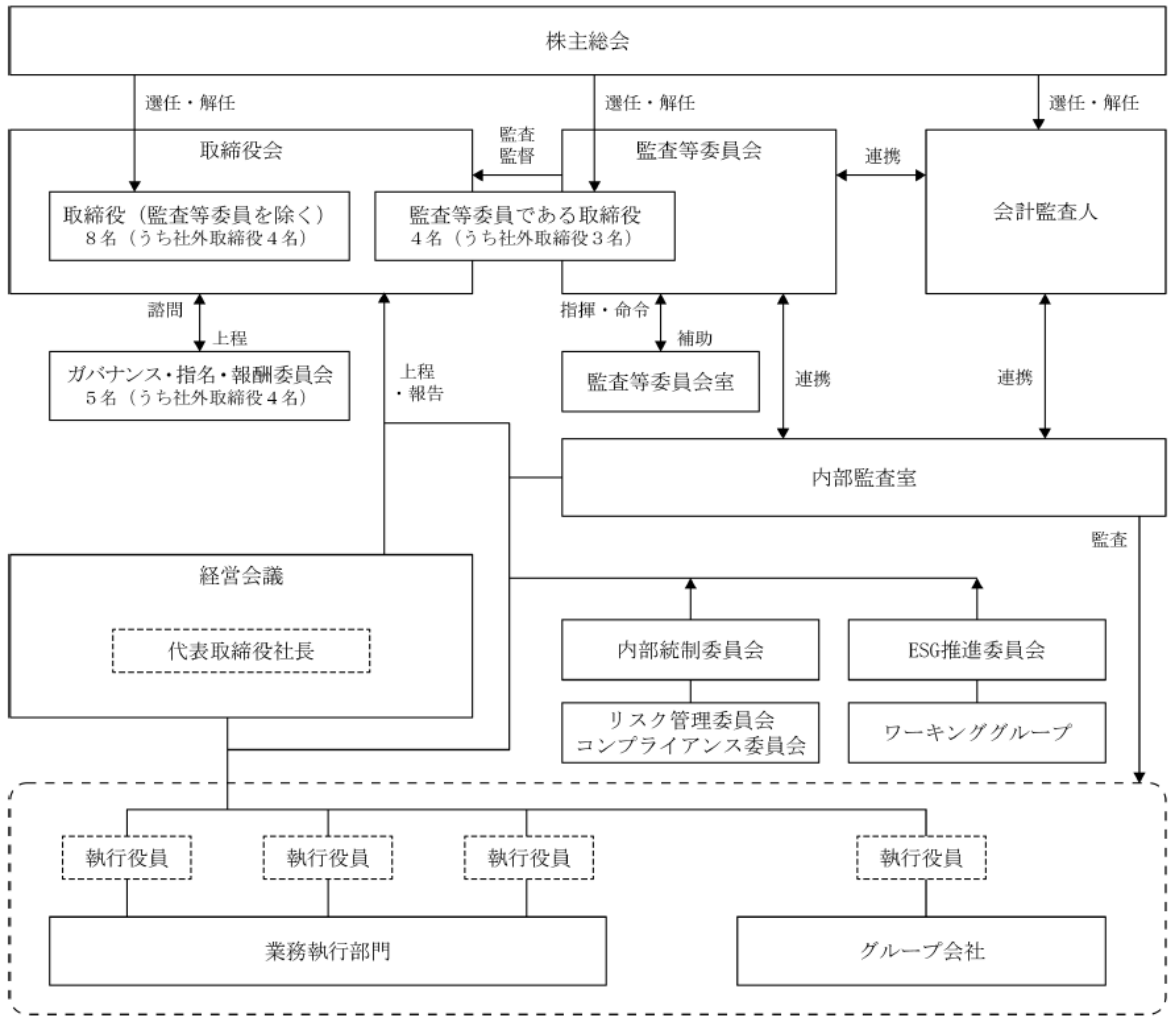 株主総会
選任・解任
選任・解任
選任・解任
取締役会
監査
監督
監査等委員会
連携
会計監査人
取締役（監査等委員を除く）
８名（うち社外取締役４名）
監査等委員である取締役
４名（うち社外取締役３名）
諮問
上程
指揮・命令
補助
連携
連携
ガバナンス・指名・報酬委員会
５名（うち社外取締役４名）
上程
・報告
監査等委員会室
内部監査室
監査
経営会議
代表取締役社長
内部統制委員会
ESG推進委員会
リスク管理委員会
コンプライアンス委員会
ワーキンググループ
執行役員
執行役員
執行役員
執行役員
業務執行部門
グループ会社